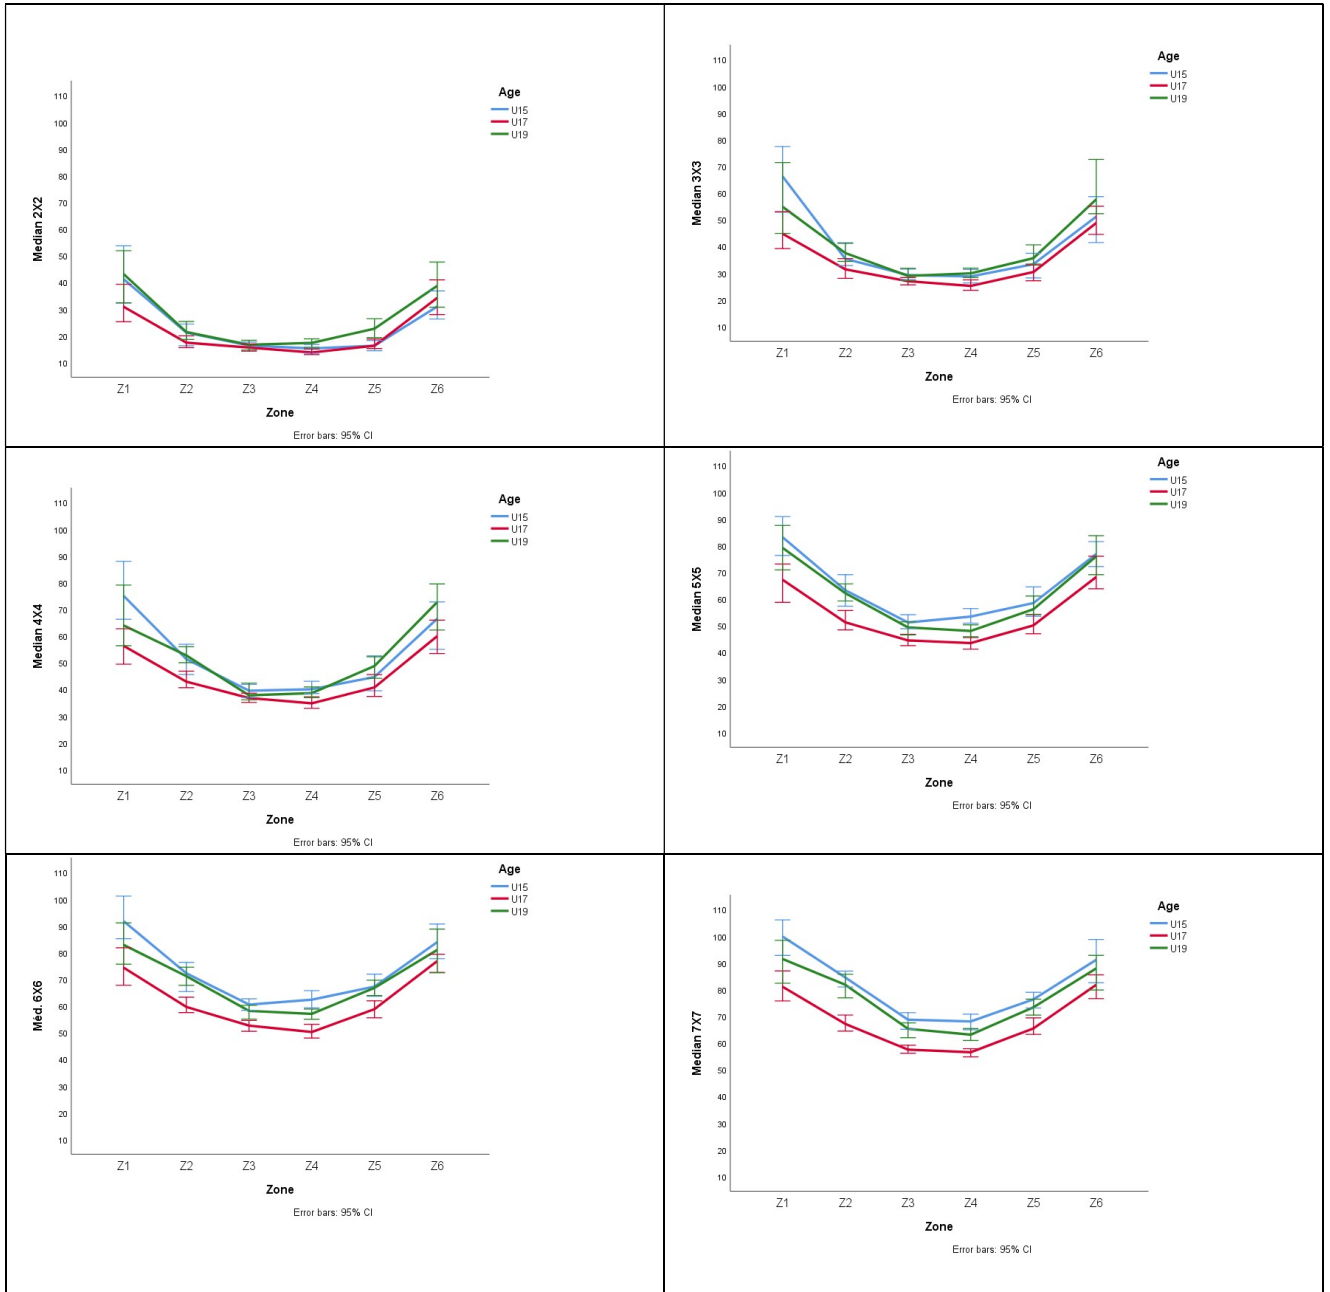 Age
U15
U17
U19
Median 2X2
110
100
90
80
70
60
50
40
30
20
10
Z1 Z2 Z3 Z4 Z5 Z6
Zone
Error bars: 95% CI
Age
U15
U17
U19
Median 3X3
110
100
90
80
70
60
50
40
30
20
10
Z1 Z2 Z3 Z4 Z5 Z6
Zone
Error bars: 95% CI
Age
U15
U17
U19
Median 4X4
110
100
90
80
70
60
50
40
30
20
10
Z1 Z2 Z3 Z4 Z5 Z6
Zone
Error bars: 95% CI
Age
U15
U17
U19
Median 5X5
110
100
90
80
70
60
50
40
30
20
10
Z1 Z2 Z3 Z4 Z5 Z6
Zone
Error bars: 95% CI
Age
U15
U17
U19
Méd. 6X6
110
100
90
80
70
60
50
40
30
20
10
Z1 Z2 Z3 Z4 Z5 Z6
Zone
Error bars: 95% CI
Age
U15
U17
U19
Median 7X7
110
100
90
80
70
60
50
40
30
20
10
Z1 Z2 Z3 Z4 Z5 Z6
Zone
Error bars: 95% CI